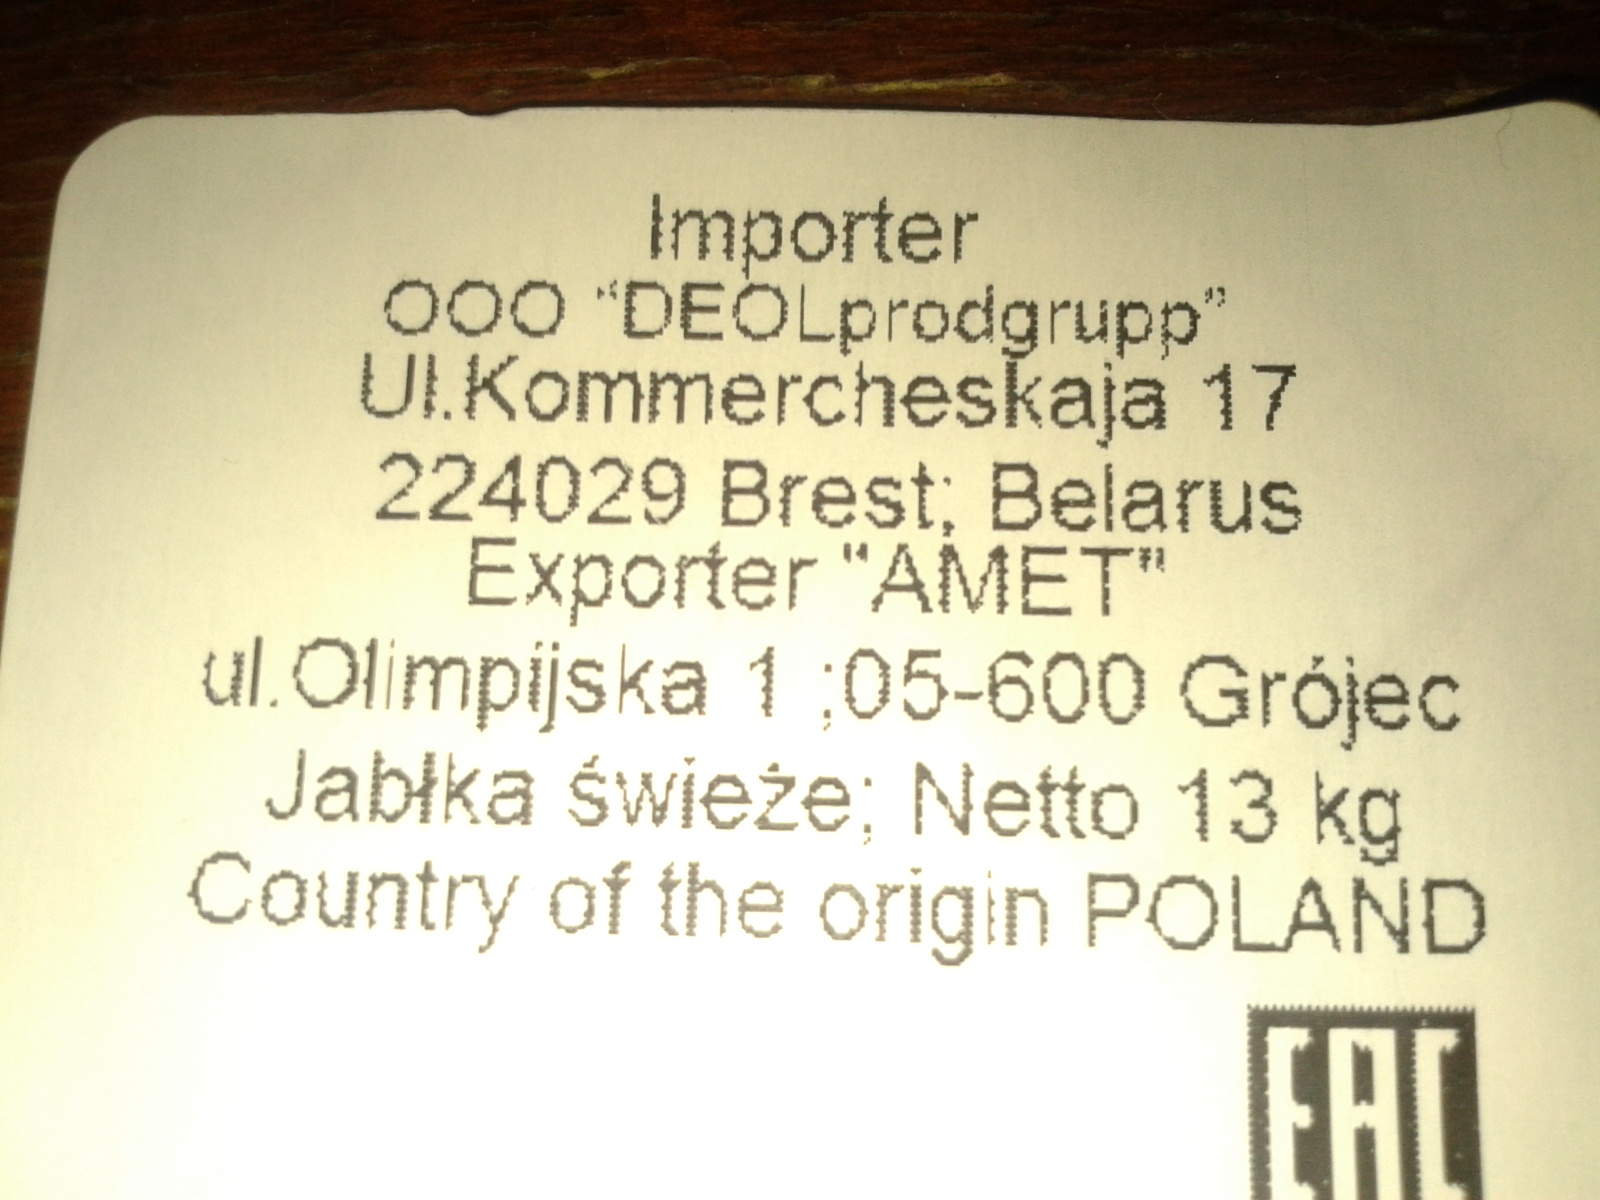 Importer
OOO “DEOLprodgrupp”
Ul.Kommercheskaja 17
224029 Brest; Belarus
Exporter "AMET"
ul.Olimpijska 1 ;05-600 Grójec
Jabłka świeże; Netto 13 kg
Country of the origin POLAND
EAC